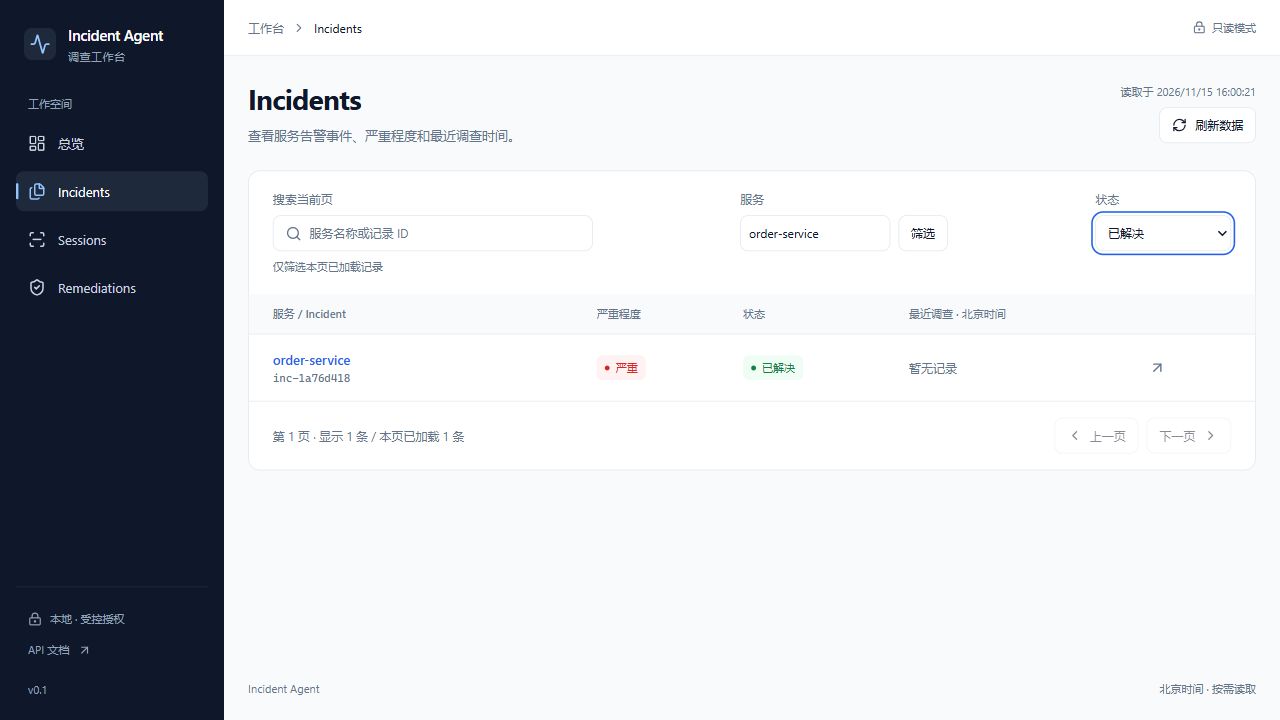 Incident Agent
调查工作台
工作空间
总览
Incidents
Sessions
Remediations
本地 · 受控授权
API 文档
v0.1
工作台 Incidents
只读模式
Incidents
查看服务告警事件、严重程度和最近调查时间。
读取于 2026/11/15 16:00:21
刷新数据
搜索当前页
服务名称或记录 ID
仅筛选本页已加载记录
服务
order-service 筛选
状态
已解决
服务 / Incident 严重程度 状态 最近调查 · 北京时间
order-service
inc-1a76d418
严重 已解决 暂无记录
第 1 页 · 显示 1 条 / 本页已加载 1 条
上一页 下一页
Incident Agent
北京时间 · 按需读取